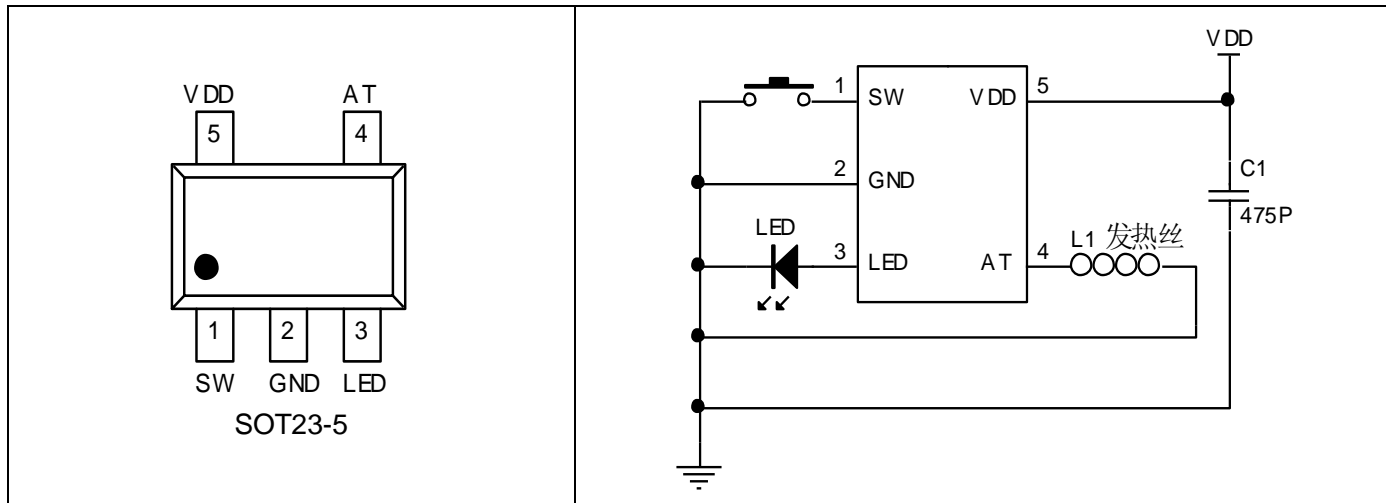 VDD AT
5 4
1 2 3
SW GND LED
SOT23-5
VDD
1 SW VDD 5
2 GND
C1
475P
LED
3 LED AT 4 L1 发热丝